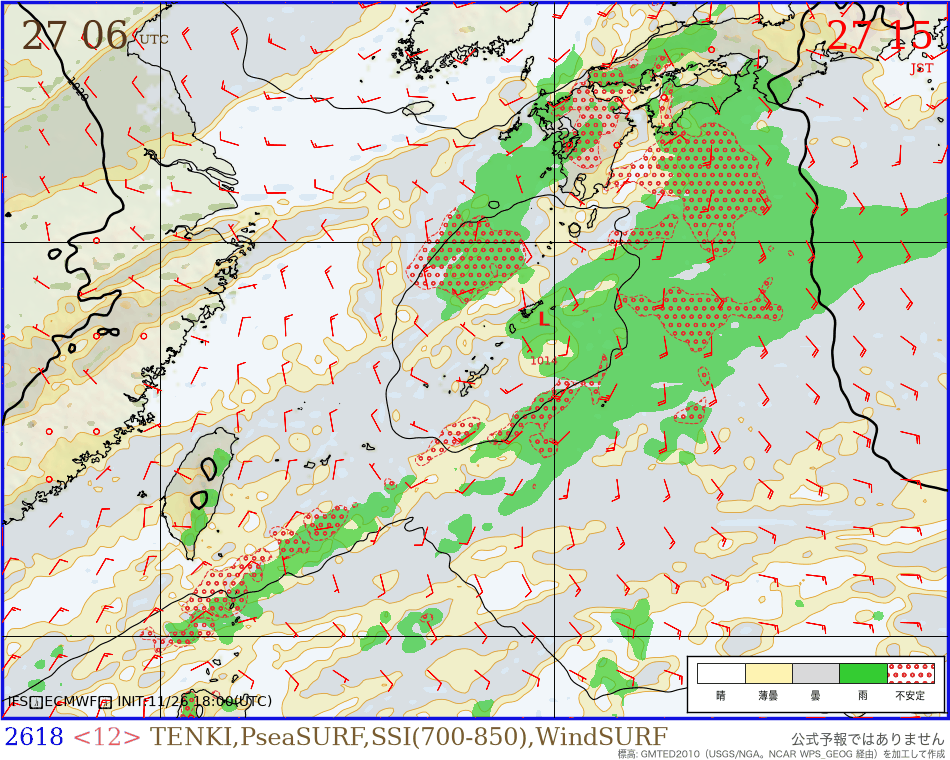 27 06 UTC
27 15
JST
1020
L
1014
IFS ECMWF INIT:11/26 18:00(UTC)
晴 薄曇 曇 雨 不安定
2618 <12> TENKI,PseaSURF,SSI(700-850),WindSURF
公式予報ではありません
標高: GMTED2010（USGS/NGA。NCAR WPS_GEOG 経由）を加工して作成